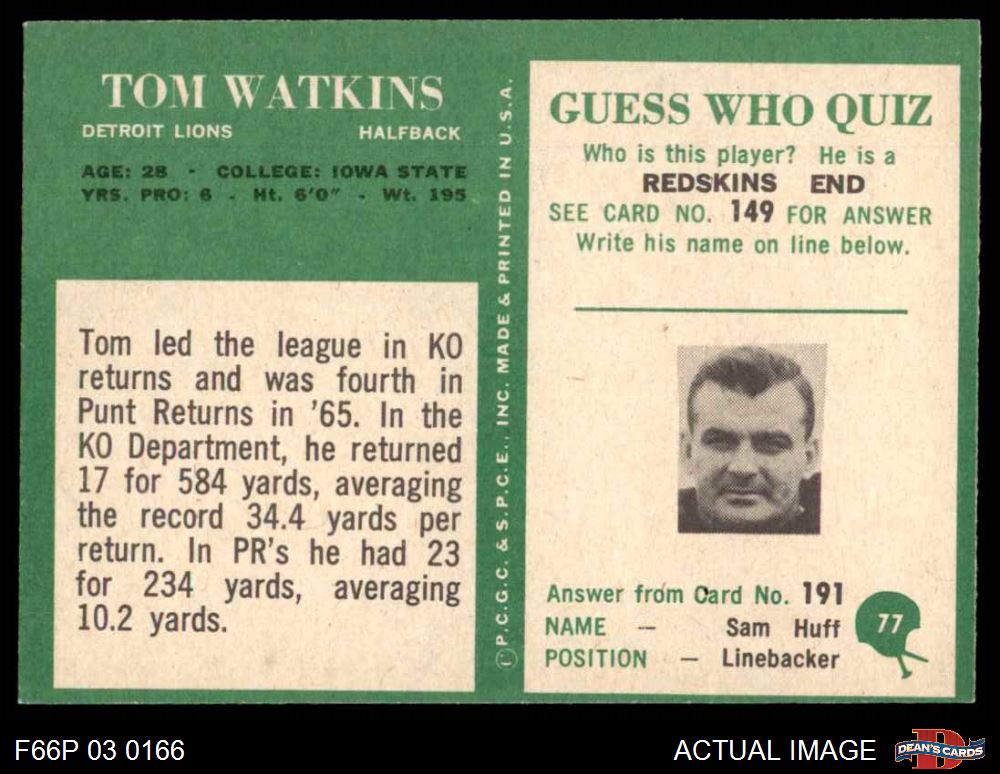 TOM WATKINS
DETROIT LIONS HALFBACK
AGE: 28 - COLLEGE: IOWA STATE
YRS. PRO: 6 - Ht. 6'0" - Wt. 195
Tom led the league in KO
returns and was fourth in
Punt Returns in '65. In the
KO Department, he returned
17 for 584 yards, averaging
the record 34.4 yards per
return. In PR's he had 23
for 234 yards, averaging
10.2 yards.
©P.C.G.C. & S.P.C.E., INC. MADE & PRINTED IN U.S.A.
GUESS WHO QUIZ
Who is this player? He is a
REDSKINS END
SEE CARD NO. 149 FOR ANSWER
Write his name on line below.
Answer from Card No. 191
NAME — Sam Huff
POSITION — Linebacker
77
F66P 03 0166
ACTUAL IMAGE
D
DEAN'S CARDS